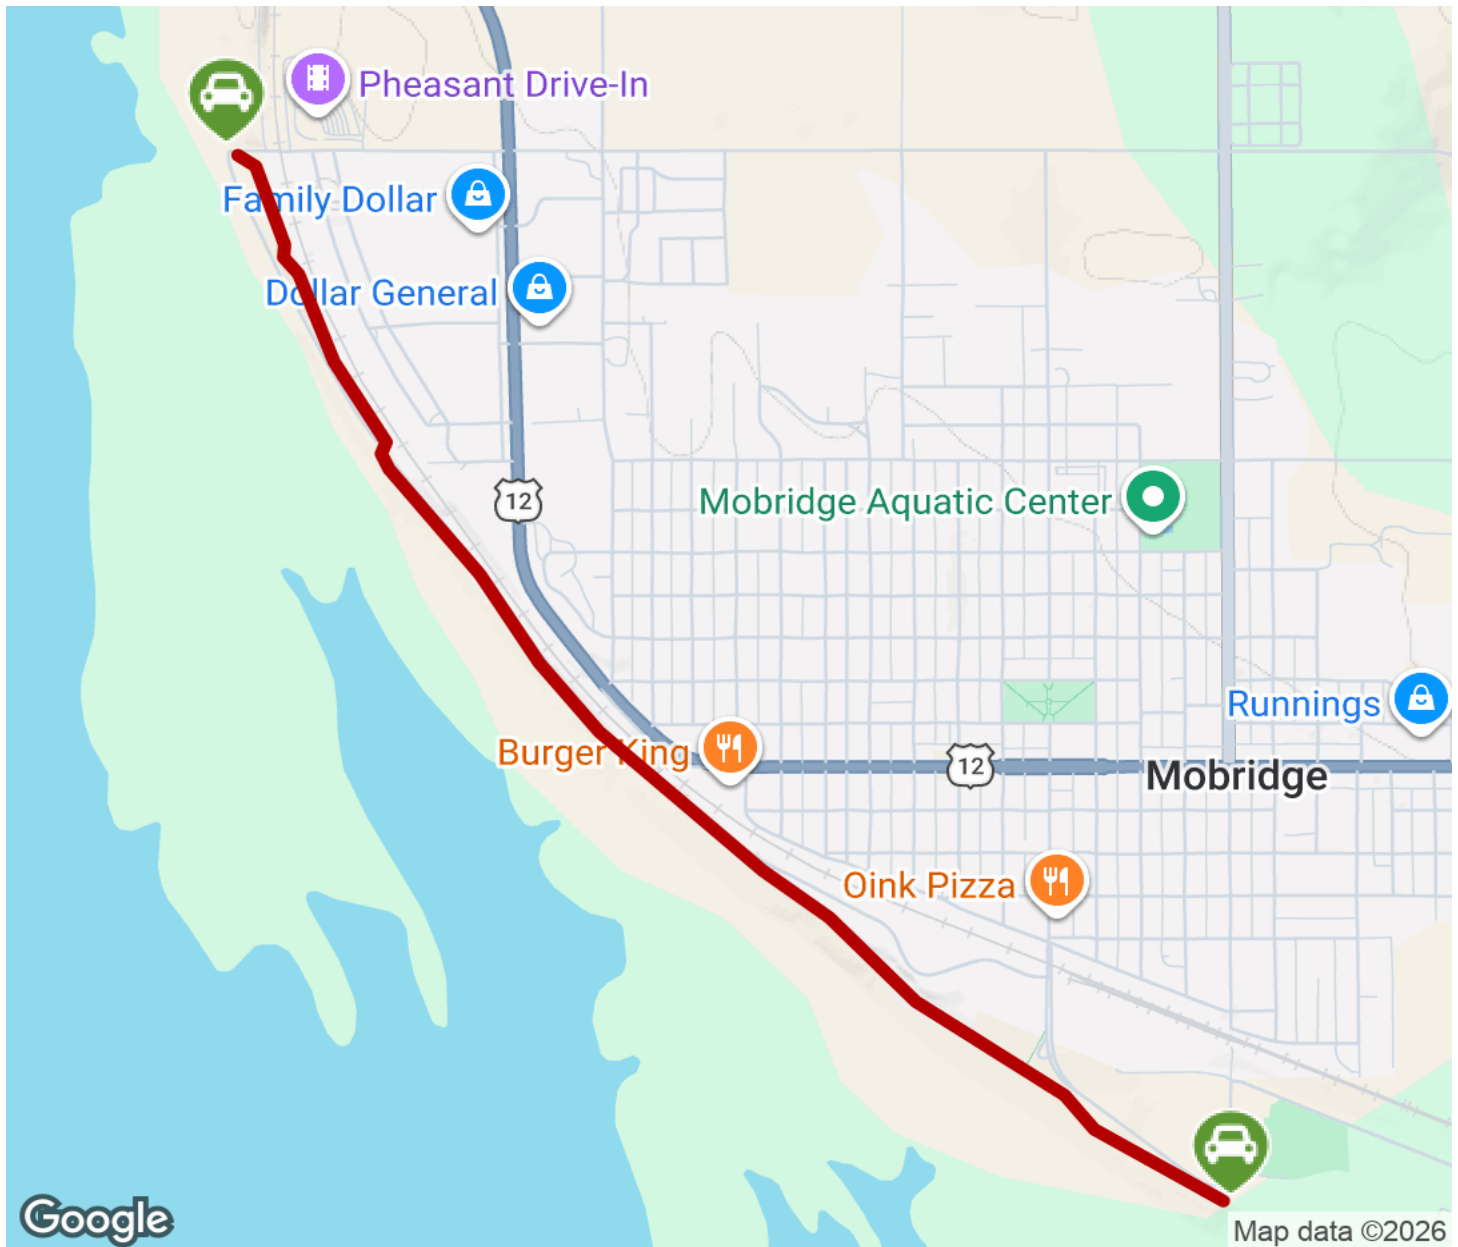 Pheasant Drive-In
Family Dollar
Dollar General
12
Mobridge Aquatic Center
Runnings
Burger King
12
Mobridge
Oink Pizza
Google
Map data ©2026